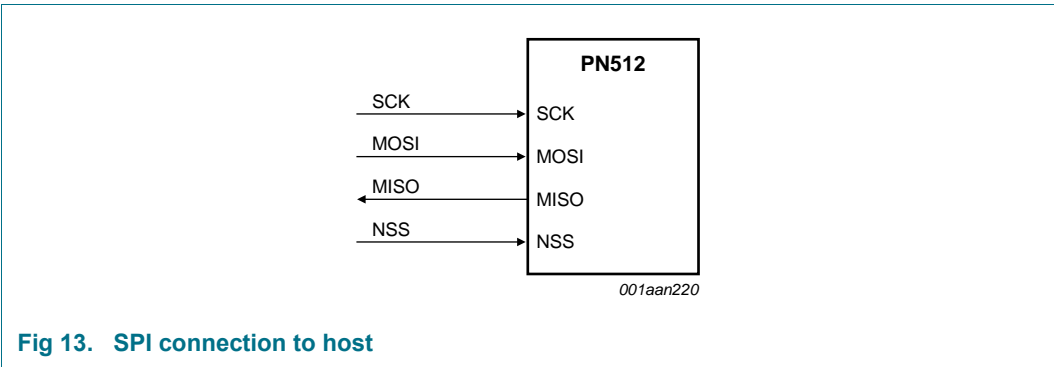 PN512
SCK
SCK
MOSI
MOSI
MISO
MISO
NSS
NSS
001aan220
Fig 13. SPI connection to host